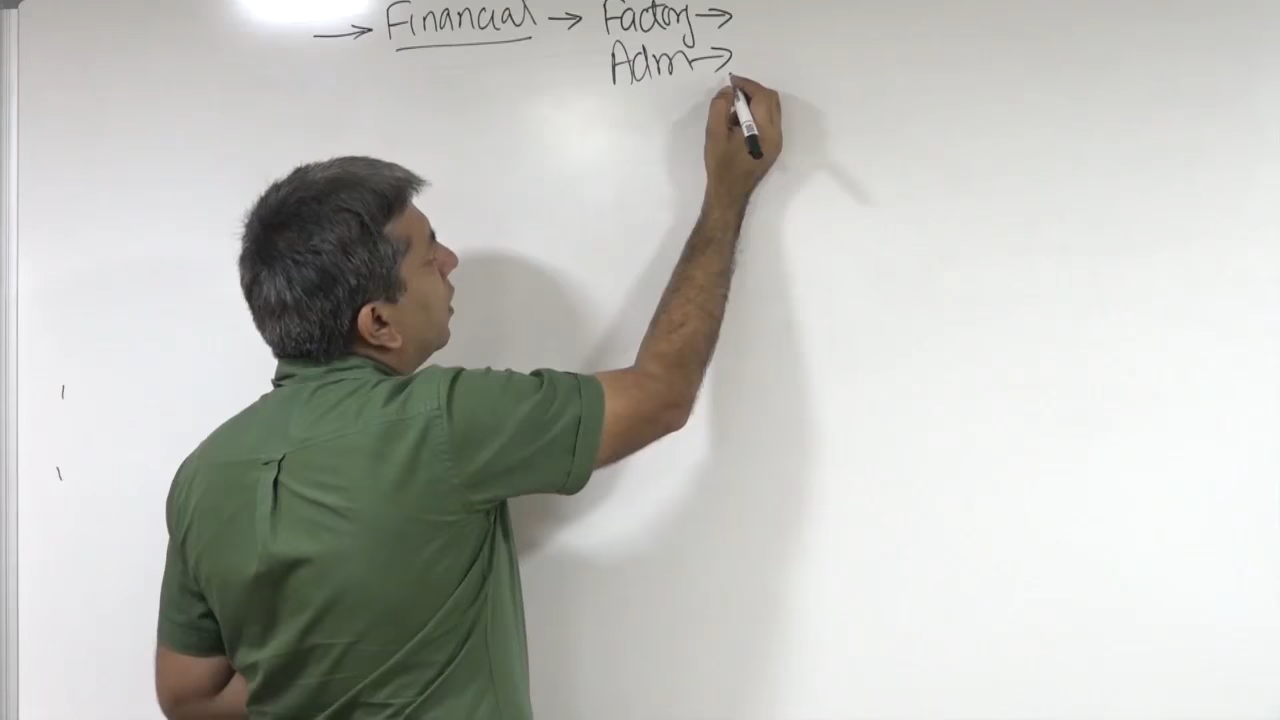 → Financial → Factory →
Adm →